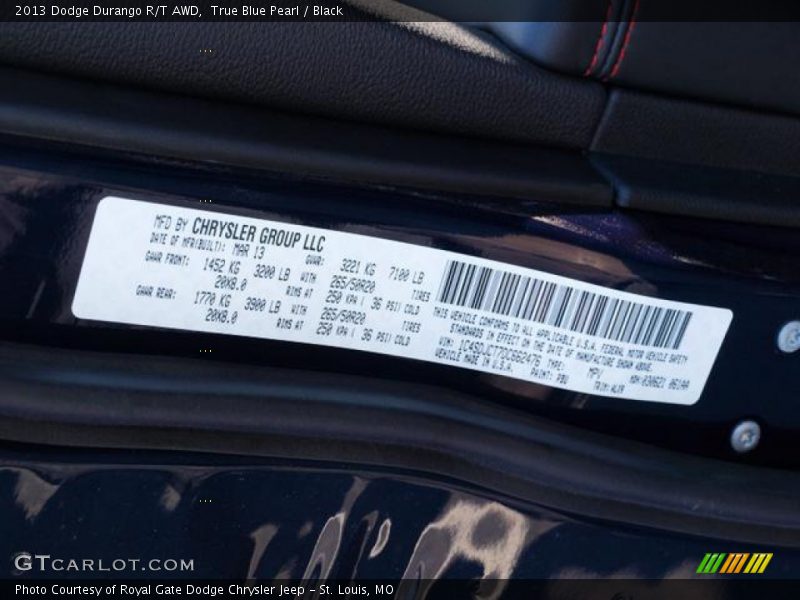 2013 Dodge Durango R/T AWD, True Blue Pearl / Black
MFD BY CHRYSLER GROUP LLC
DATE OF MFR(BUILT): MAR 13 GVWR: 3221 KG 7100 LB
GAWR FRONT: 1452 KG 3200 LB WITH 265/50R20 TIRES
20X8.0 RIMS AT 250 KPA ( 36 PSI) COLD
GAWR REAR: 1770 KG 3900 LB WITH 265/50R20 TIRES
20X8.0 RIMS AT 250 KPA ( 36 PSI) COLD
THIS VEHICLE CONFORMS TO ALL APPLICABLE U.S.A. FEDERAL MOTOR VEHICLE SAFETY
STANDARDS IN EFFECT ON THE DATE OF MANUFACTURE SHOWN ABOVE.
VIN: 1C4SDJCT7DC662476 TYPE: MPV
VEHICLE MADE IN U.S.A. PAINT: PBU TRIM:
GTCARLOT.COM
Photo Courtesy of Royal Gate Dodge Chrysler Jeep - St. Louis, MO